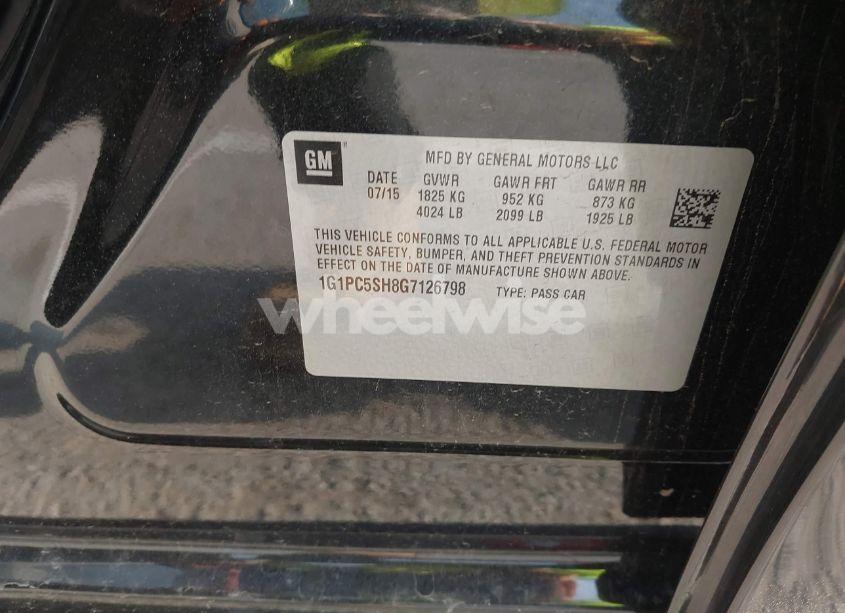 GM
MFD BY GENERAL MOTORS LLC
DATE GVWR GAWR FRT GAWR RR
07/15 1825 KG 952 KG 873 KG
4024 LB 2099 LB 1925 LB
THIS VEHICLE CONFORMS TO ALL APPLICABLE U.S. FEDERAL MOTOR
VEHICLE SAFETY, BUMPER, AND THEFT PREVENTION STANDARDS IN
EFFECT ON THE DATE OF MANUFACTURE SHOWN ABOVE.
1G1PC5SH8G7126798 TYPE: PASS CAR
wheelwise